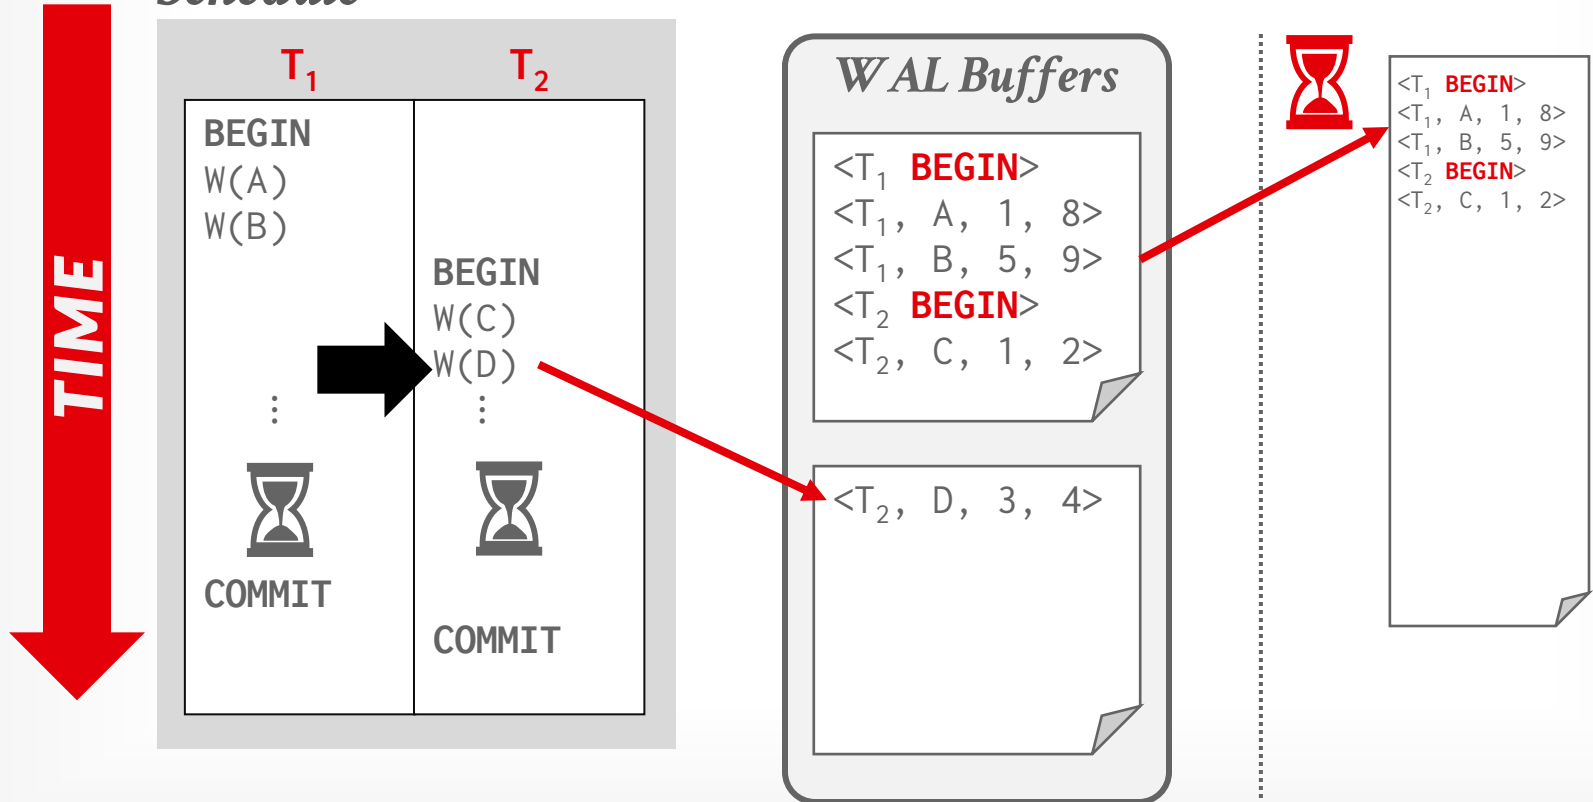 Schedule
TIME
T1 T2
BEGIN
W(A)
W(B)
⋮
COMMIT
BEGIN
W(C)
W(D)
⋮
COMMIT
WAL Buffers
<T1 BEGIN>
<T1, A, 1, 8>
<T1, B, 5, 9>
<T2 BEGIN>
<T2, C, 1, 2>
<T2, D, 3, 4>
<T1 BEGIN>
<T1, A, 1, 8>
<T1, B, 5, 9>
<T2 BEGIN>
<T2, C, 1, 2>